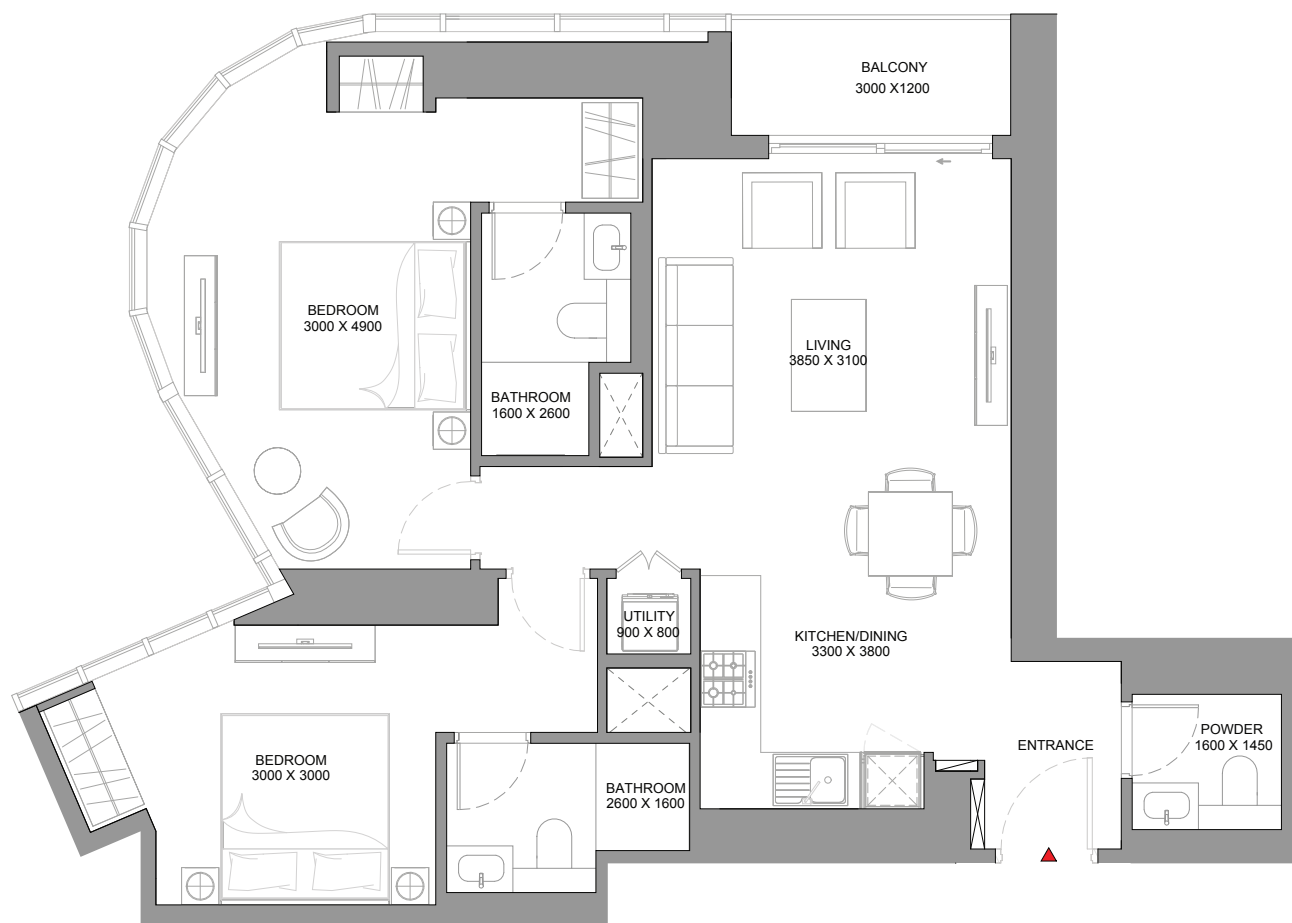 BALCONY
3000 X1200
BEDROOM
3000 X 4900
LIVING
3850 X 3100
BATHROOM
1600 X 2600
UTILITY
900 X 800
KITCHEN/DINING
3300 X 3800
POWDER
1600 X 1450
ENTRANCE
BEDROOM
3000 X 3000
BATHROOM
2600 X 1600